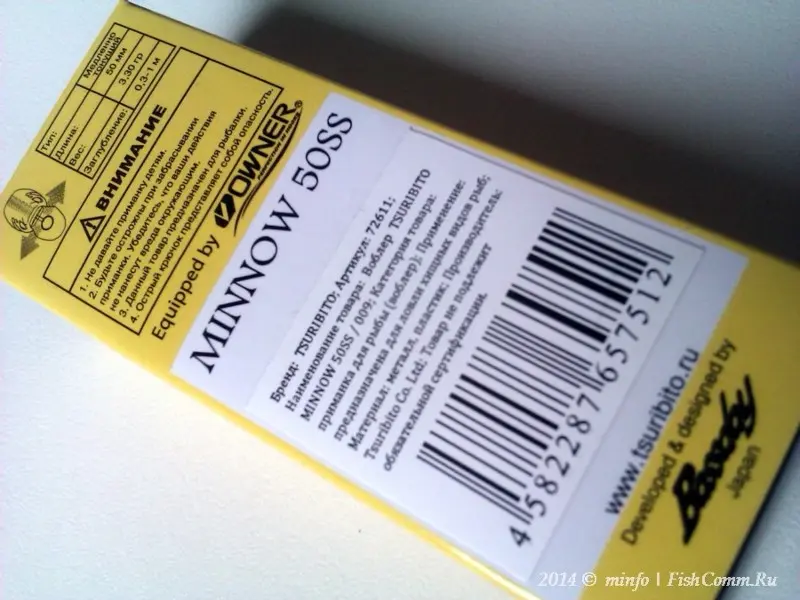 Тип: Медленно тонущий
Длина: 50 мм
Вес: 3.30 гр
Заглубление: 0,3-1 м
ВНИМАНИЕ
1. Не давайте приманку детям.
2. Будьте осторожны при забрасывании
приманки. убедитесь, что ваши действия
не нанесут вреда окружающим.
3. Данный товар предназначен для рыбалки.
4. Острый крючок представляет собой опасность.
Equipped by OWNER
MINNOW 50SS
Бренд: TSURIBITO; Артикул: 72611;
Наименование товара: Воблер TSURIBITO
MINNOW 50SS / 009; Категория товара:
приманка для рыбы (воблер); Применение:
предназначена для ловли хищных видов рыб;
Материал: металл, пластик; Производитель:
Tsuribito Co. Ltd; Товар не подлежит
обязательной сертификации.
4 582287 657512
www.tsuribito.ru
Developed & designed by
Japan
2014 © minfo | FishComm.Ru